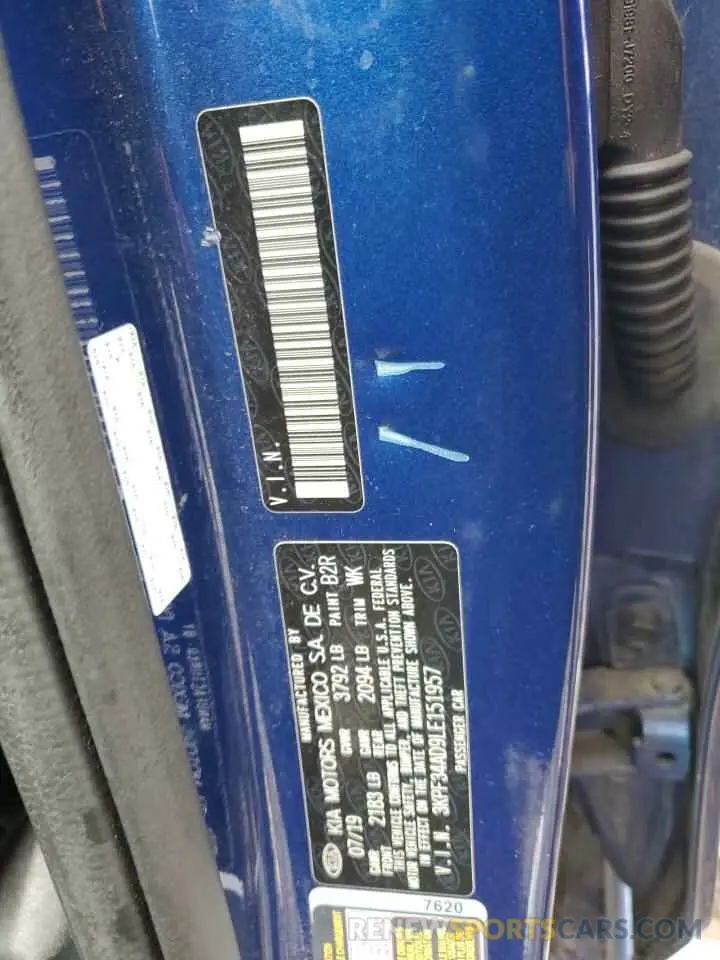 V.I.N.
MANUFACTURED BY
KIA MOTORS MEXICO S.A. DE C.V.
07/19 GVWR 3792 LB PAINT B2R
GAWR FRONT 2183 LB GAWR REAR 2094 LB TRIM WK
THIS VEHICLE CONFORMS TO ALL APPLICABLE U.S.A. FEDERAL
MOTOR VEHICLE SAFETY, BUMPER, AND THEFT PREVENTION STANDARDS
IN EFFECT ON THE DATE OF MANUFACTURE SHOWN ABOVE.
V.I.N. 3KPF34AD9LE151957
PASSENGER CAR
7620
RENEWSPORTSCARS.COM